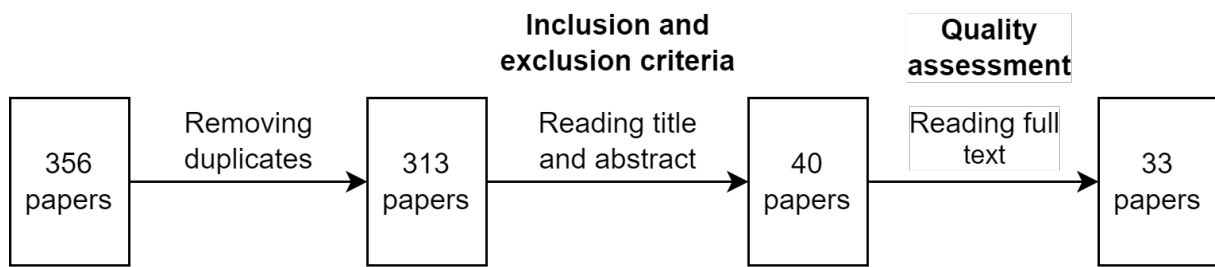 Inclusion and
exclusion criteria
Quality
assessment
356
papers
Removing
duplicates
313
papers
Reading title
and abstract
40
papers
Reading full
text
33
papers